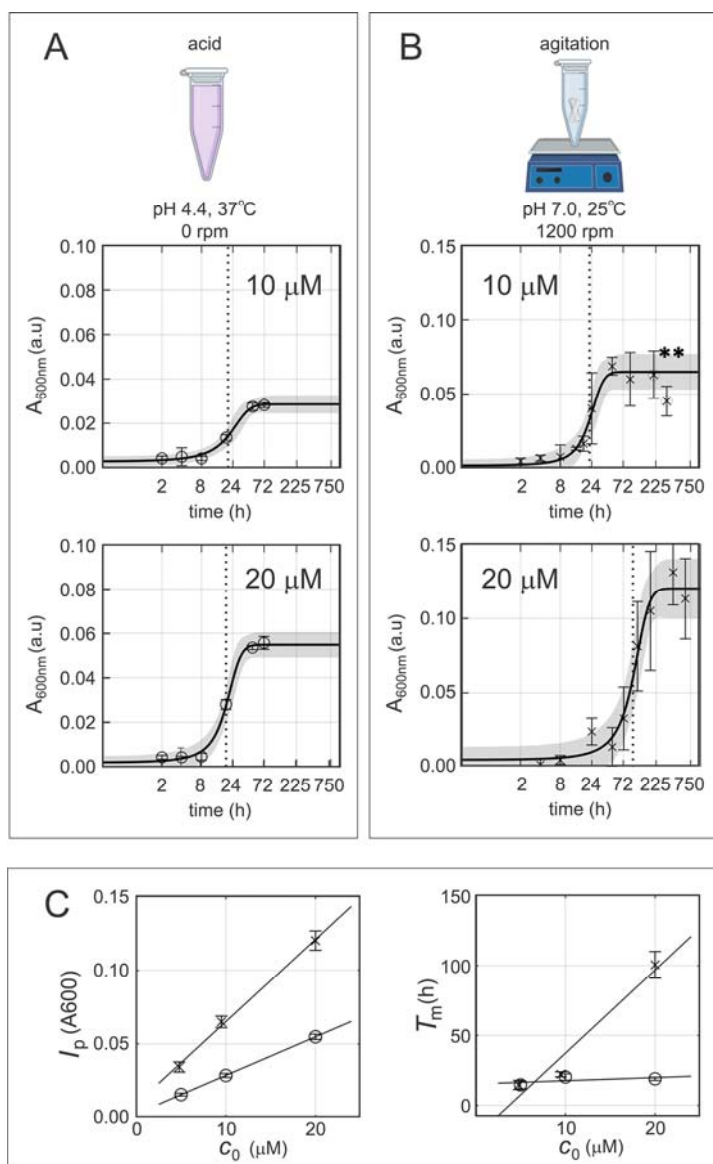 A
acid
pH 4.4, 37°C
0 rpm
0.10
0.08
0.06
0.04
0.02
0.00
A600nm (a.u)
10 μM
2 8 24 72 225 750
time (h)
0.10
0.08
0.06
0.04
0.02
0.00
A600nm (a.u)
20 μM
2 8 24 72 225 750
time (h)
B
agitation
pH 7.0, 25°C
1200 rpm
0.15
0.10
0.05
0.00
A600nm (a.u)
10 μM
**
2 8 24 72 225 750
time (h)
0.15
0.10
0.05
0.00
A600nm (a.u)
20 μM
2 8 24 72 225 750
time (h)
C
0.15
0.10
0.05
0.00
Ip (A600)
0 10 20
c0 (μM)
150
100
50
0
Tm(h)
0 10 20
c0 (μM)